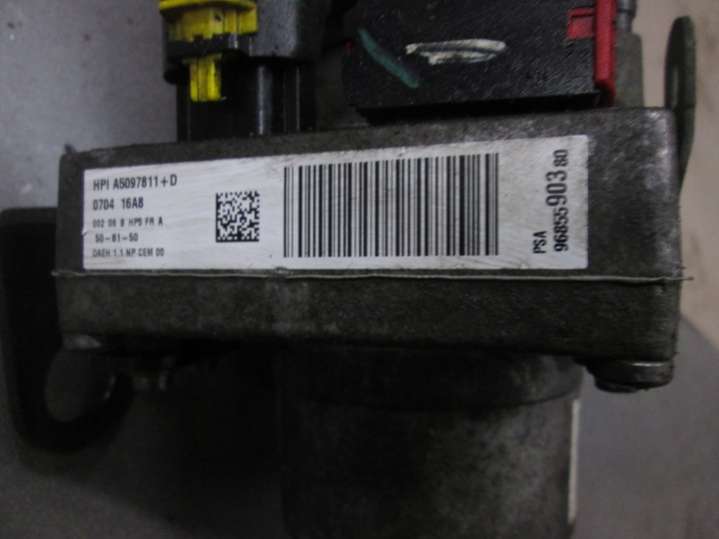 HPI A5097811+D
0704 16A8
002 08 8 HPS FR A
50-81-50
DAEH 1.1 NP CEM 00
PSA
9685590380